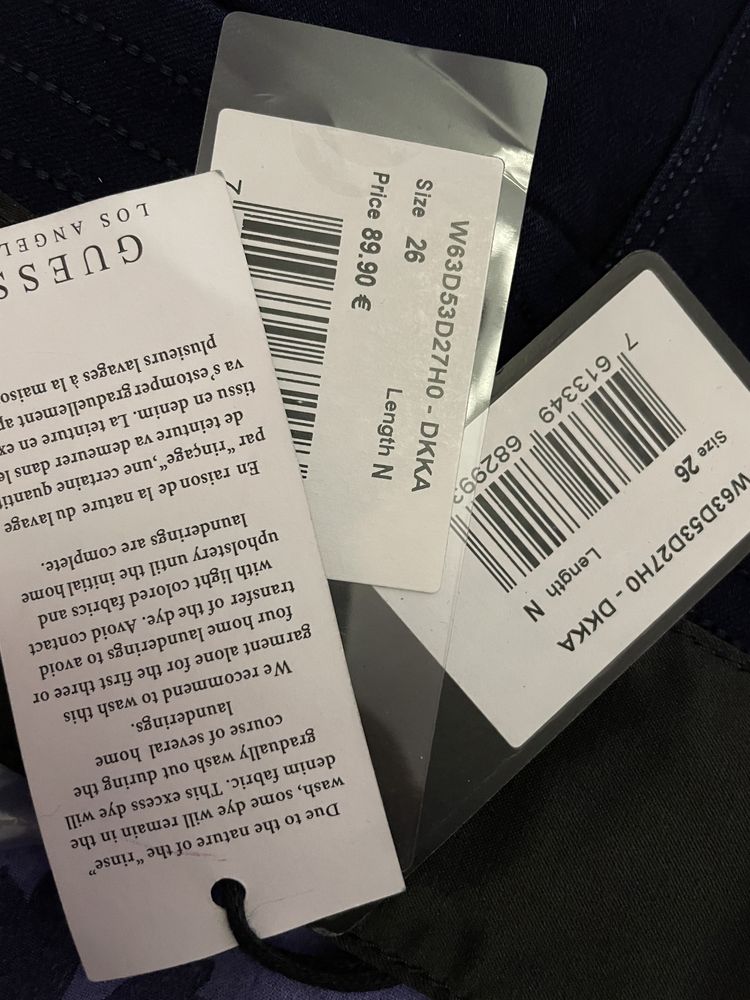 GUESS
LOS ANGEL
Due to the nature of the “rinse”
wash, some dye will remain in the
denim fabric. This excess dye will
gradually wash out during the
course of several home
launderings.
We recommend to wash this
garment alone for the first three or
four home launderings to avoid
transfer of the dye. Avoid contact
with light colored fabrics and
upholstery until the initial home
launderings are complete.
En raison de la nature du lavage
par “rinçage“,une certaine quantit
de teinture va demeurer dans le
tissu en denim. La teinture en ex
va s’estomper graduellement ap
plusieurs lavages à la maiso
W63D53D27H0 - DKKA
Size 26
Length N
Price 89.90 €
7
7 613349 682993
Size 26
Length N
W63D53D27H0 - DKKA